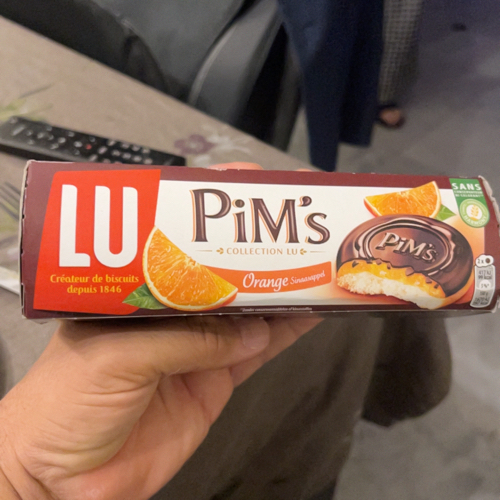 LU
Créateur de biscuits
depuis 1846
PiM's
COLLECTION LU
Orange Sinaasappel
PiM's
SANS